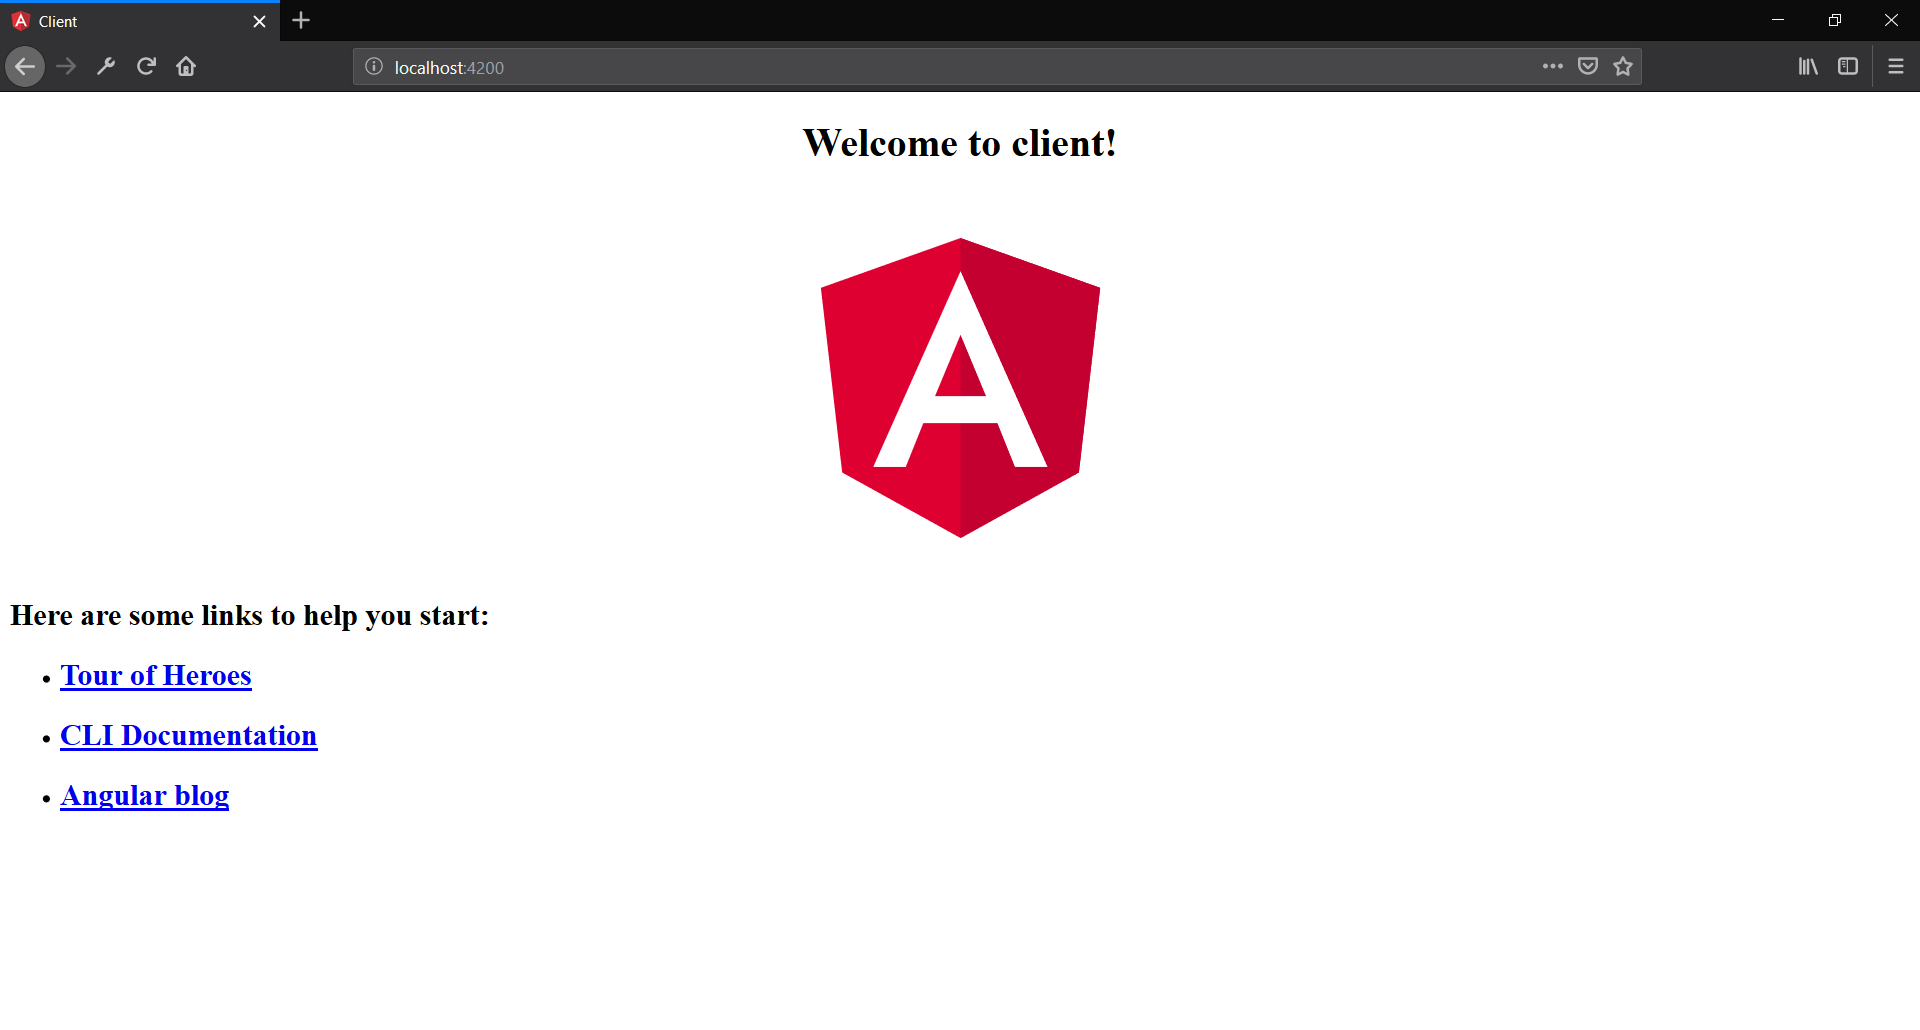 Client
localhost:4200
Welcome to client!
A
Here are some links to help you start:
Tour of Heroes
CLI Documentation
Angular blog